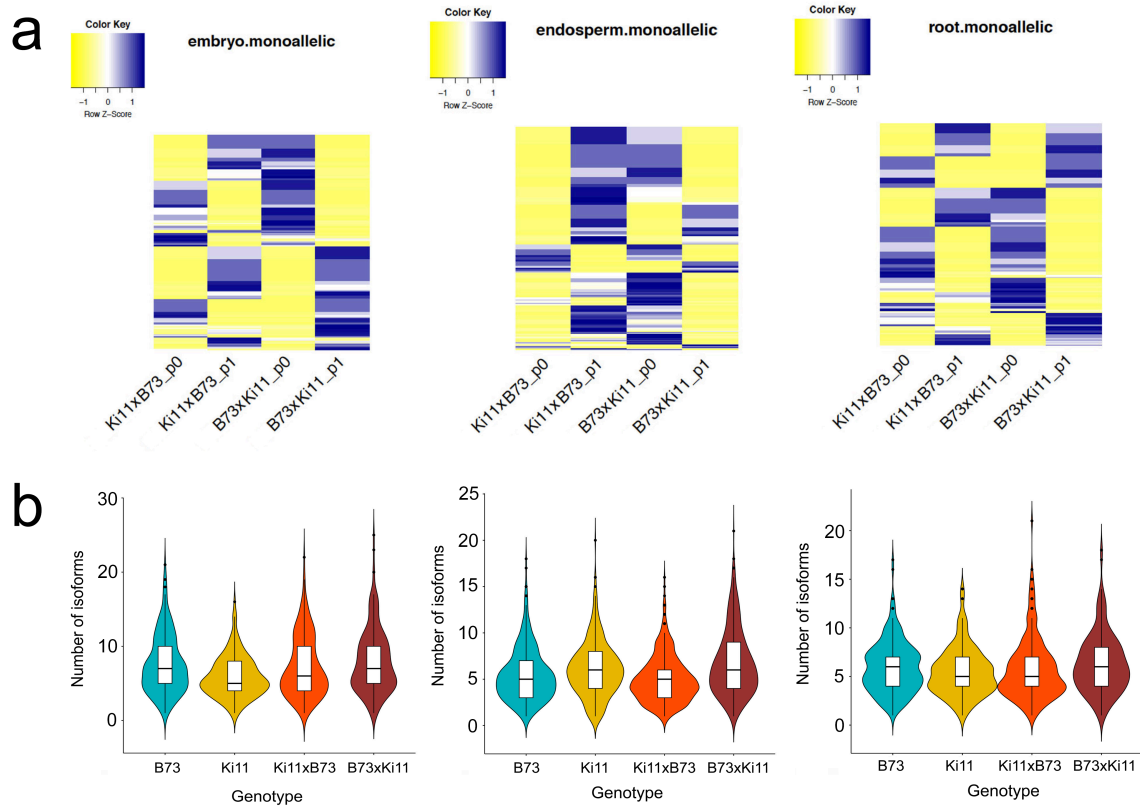 a
Color Key
-1 0 1
Row Z-Score
embryo.monoallelic
Ki11xB73_p0
Ki11xB73_p1
B73xKi11_p0
B73xKi11_p1
Color Key
-1 0 1
Row Z-Score
endosperm.monoallelic
Ki11xB73_p0
Ki11xB73_p1
B73xKi11_p0
B73xKi11_p1
Color Key
-1 0 1
Row Z-Score
root.monoallelic
Ki11xB73_p0
Ki11xB73_p1
B73xKi11_p0
B73xKi11_p1
b
Number of isoforms
30
20
10
0
B73 Ki11 Ki11xB73 B73xKi11
Genotype
Number of isoforms
25
20
15
10
5
0
B73 Ki11 Ki11xB73 B73xKi11
Genotype
Number of isoforms
20
15
10
5
0
B73 Ki11 Ki11xB73 B73xKi11
Genotype